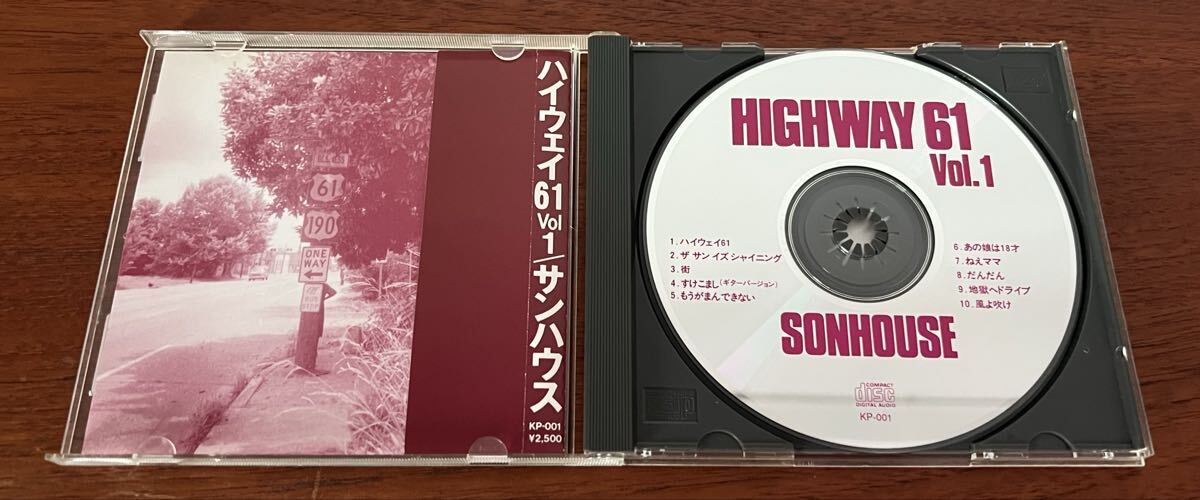 BUS. 65
61
190
ONE
WAY
ハイウェイ61 Vol 1/サンハウス
KP-001
¥2,500
HIGHWAY 61
Vol.1
1.ハイウェイ61
2.ザ サン イズ シャイニング
3.街
4.すけこまし(ギターバージョン)
5.もうがまんできない
6.あの娘は18才
7.ねえママ
8.だんだん
9.地獄へドライブ
10.風よ吹け
SONHOUSE
COMPACT
disc
DIGITAL AUDIO
KP-001